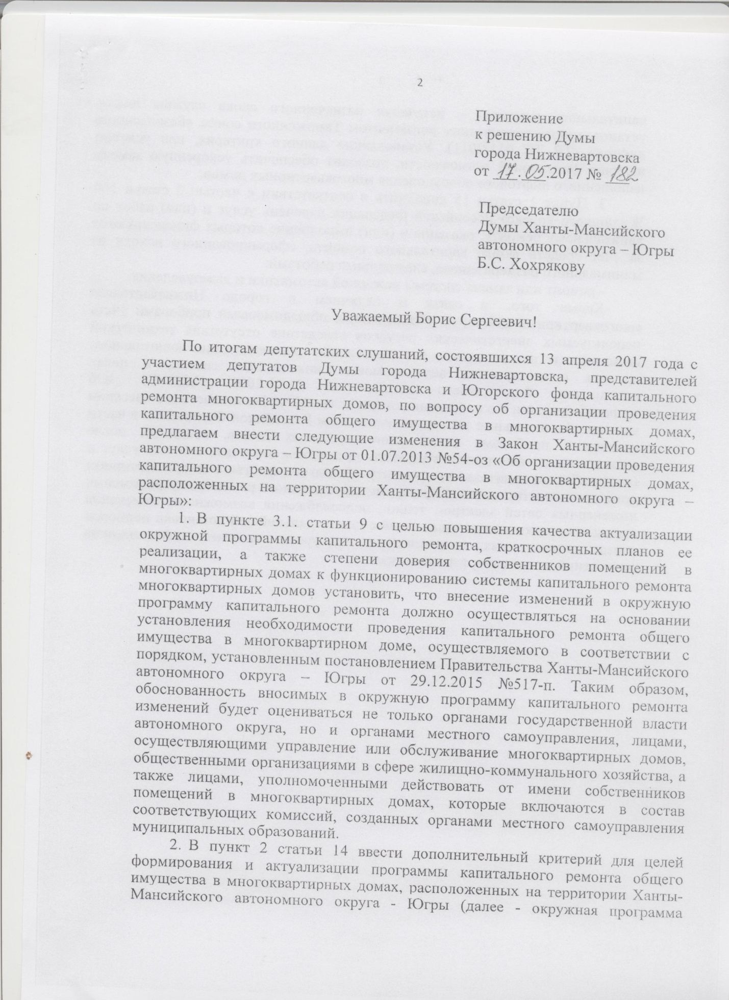 2
Приложение
к решению Думы
города Нижневартовска
от 17.05.2017 № 182
Председателю
Думы Ханты-Мансийского
автономного округа – Югры
Б.С. Хохрякову
Уважаемый Борис Сергеевич!
По итогам депутатских слушаний, состоявшихся 13 апреля 2017 года с
участием депутатов Думы города Нижневартовска, представителей
администрации города Нижневартовска и Югорского фонда капитального
ремонта многоквартирных домов, по вопросу об организации проведения
капитального ремонта общего имущества в многоквартирных домах,
предлагаем внести следующие изменения в Закон Ханты-Мансийского
автономного округа – Югры от 01.07.2013 №54-оз «Об организации проведения
капитального ремонта общего имущества в многоквартирных домах,
расположенных на территории Ханты-Мансийского автономного округа –
Югры»:
1. В пункте 3.1. статьи 9 с целью повышения качества актуализации
окружной программы капитального ремонта, краткосрочных планов ее
реализации, а также степени доверия собственников помещений в
многоквартирных домах к функционированию системы капитального ремонта
многоквартирных домов установить, что внесение изменений в окружную
программу капитального ремонта должно осуществляться на основании
установления необходимости проведения капитального ремонта общего
имущества в многоквартирном доме, осуществляемого в соответствии с
порядком, установленным постановлением Правительства Ханты-Мансийского
автономного округа – Югры от 29.12.2015 №517-п. Таким образом,
обоснованность вносимых в окружную программу капитального ремонта
изменений будет оцениваться не только органами государственной власти
автономного округа, но и органами местного самоуправления, лицами,
осуществляющими управление или обслуживание многоквартирных домов,
общественными организациями в сфере жилищно-коммунального хозяйства, а
также лицами, уполномоченными действовать от имени собственников
помещений в многоквартирных домах, которые включаются в состав
соответствующих комиссий, созданных органами местного самоуправления
муниципальных образований.
2. В пункт 2 статьи 14 ввести дополнительный критерий для целей
формирования и актуализации программы капитального ремонта общего
имущества в многоквартирных домах, расположенных на территории Ханты-
Мансийского автономного округа - Югры (далее - окружная программа